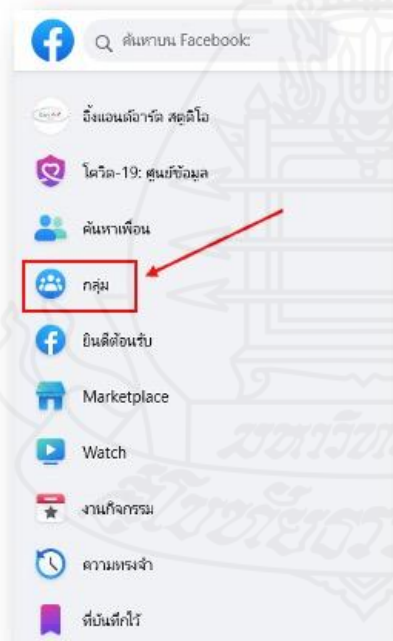 ค้นหาบน Facebook:
อิ้งแอนด์อาร์ต สตูดิโอ
โควิด-19: ศูนย์ข้อมูล
ค้นหาเพื่อน
กลุ่ม
ยินดีต้อนรับ
Marketplace
Watch
งานกิจกรรม
ความทรงจำ
ที่บันทึกไว้